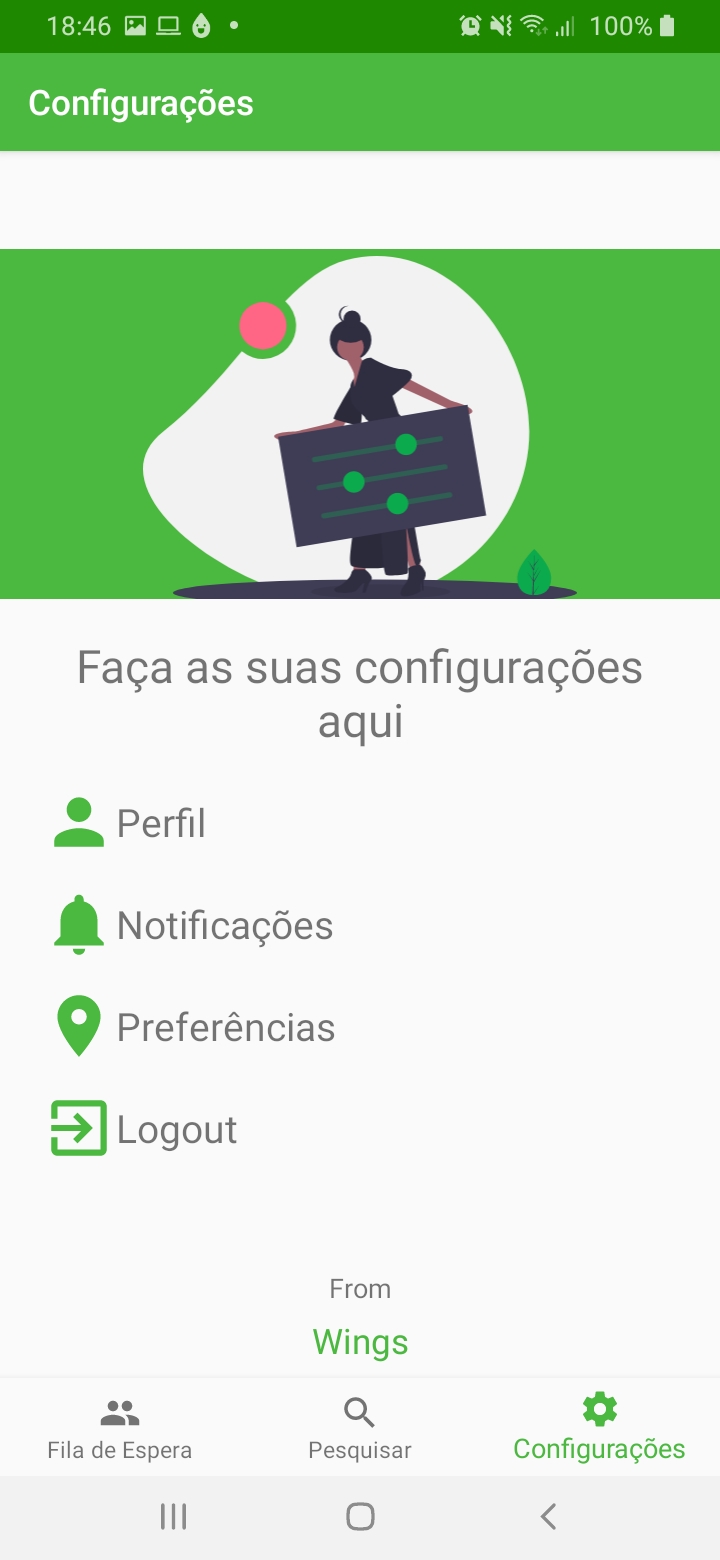 18:46
100%
Configurações
Faça as suas configurações
aqui
Perfil
Notificações
Preferências
Logout
From
Wings
Fila de Espera
Pesquisar
Configurações